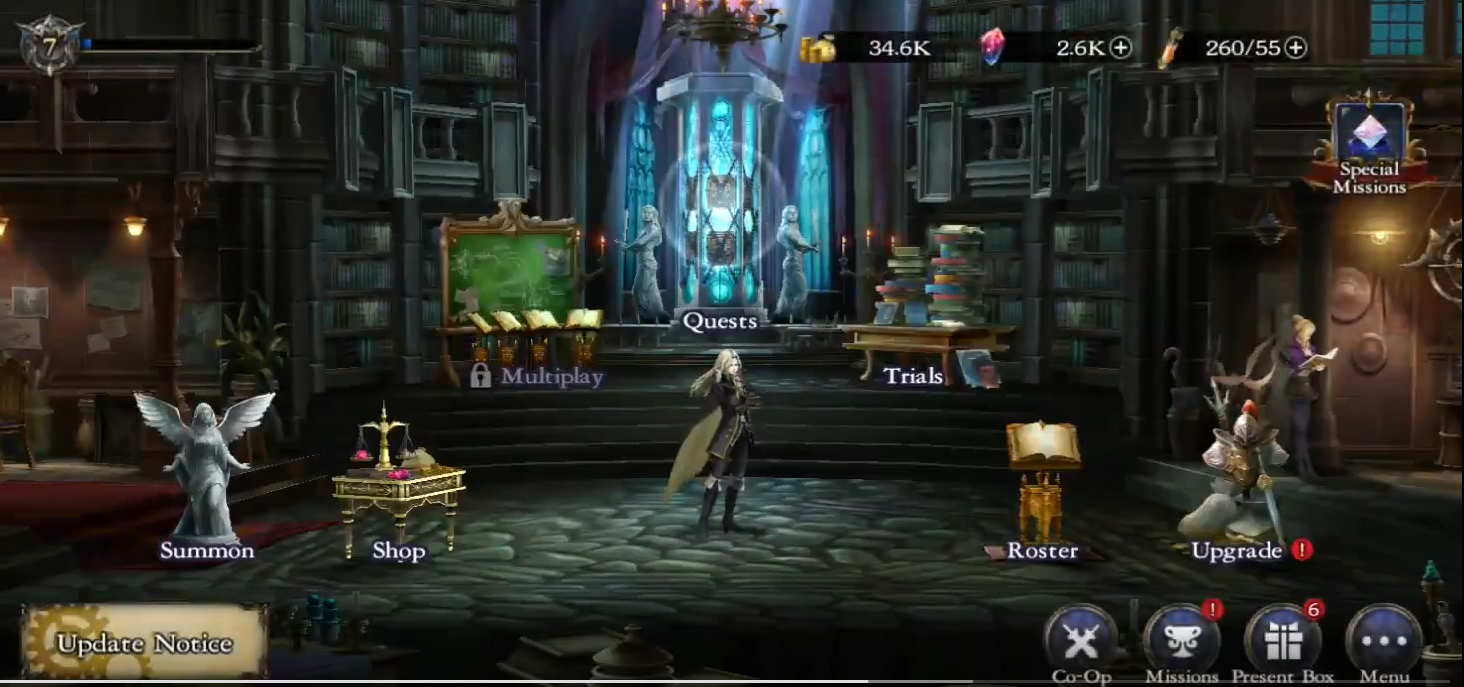 7
34.6K
2.6K
260/55
Special
Missions
Quests
Multiplay
Trials
Summon
Shop
Roster
Upgrade !
Update Notice
!
6
Co-Op
Missions
Present Box
Menu